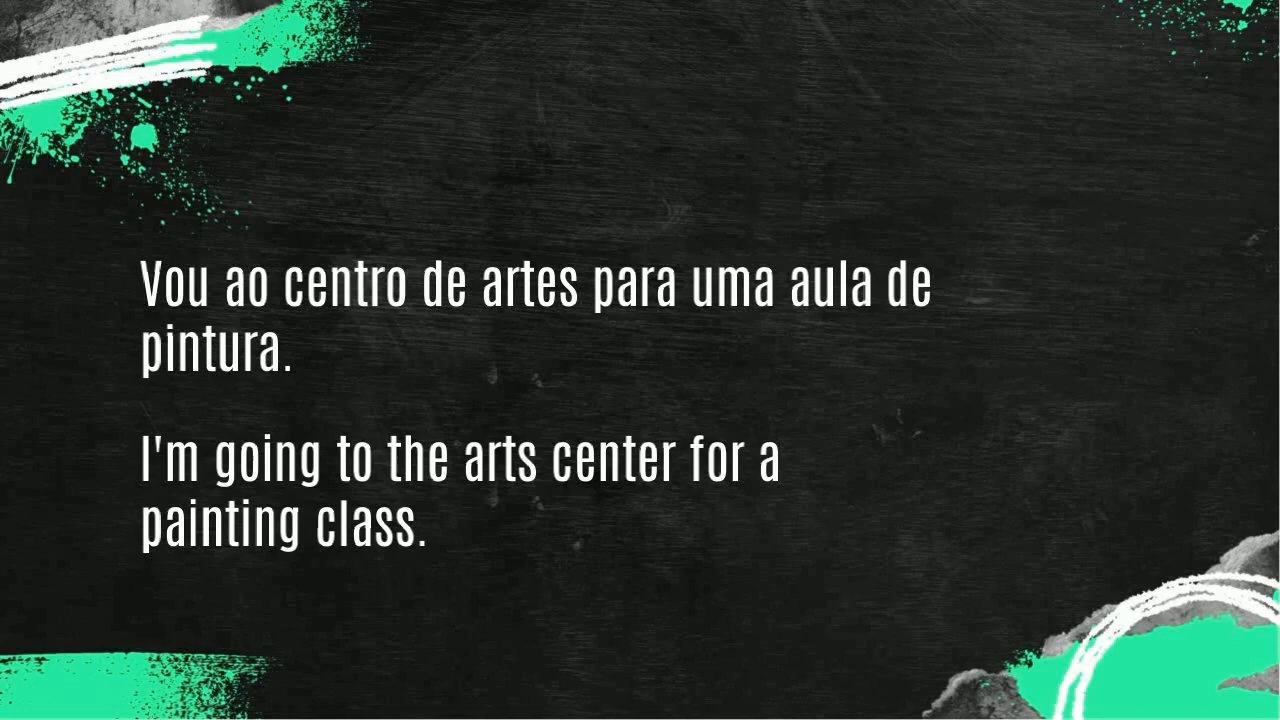 Vou ao centro de artes para uma aula de
pintura.
I'm going to the arts center for a
painting class.